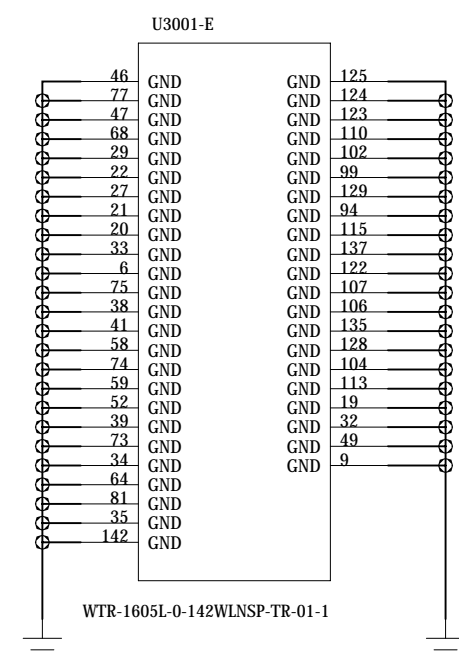 U3001-E
46 GND GND 125
77 GND GND 124
47 GND GND 123
68 GND GND 110
29 GND GND 102
22 GND GND 99
27 GND GND 129
21 GND GND 94
20 GND GND 115
33 GND GND 137
6 GND GND 122
75 GND GND 107
38 GND GND 106
41 GND GND 135
58 GND GND 128
74 GND GND 104
59 GND GND 113
52 GND GND 19
39 GND GND 32
73 GND GND 49
34 GND GND 9
64 GND
81 GND
35 GND
142 GND
WTR-1605L-0-142WLNSP-TR-01-1